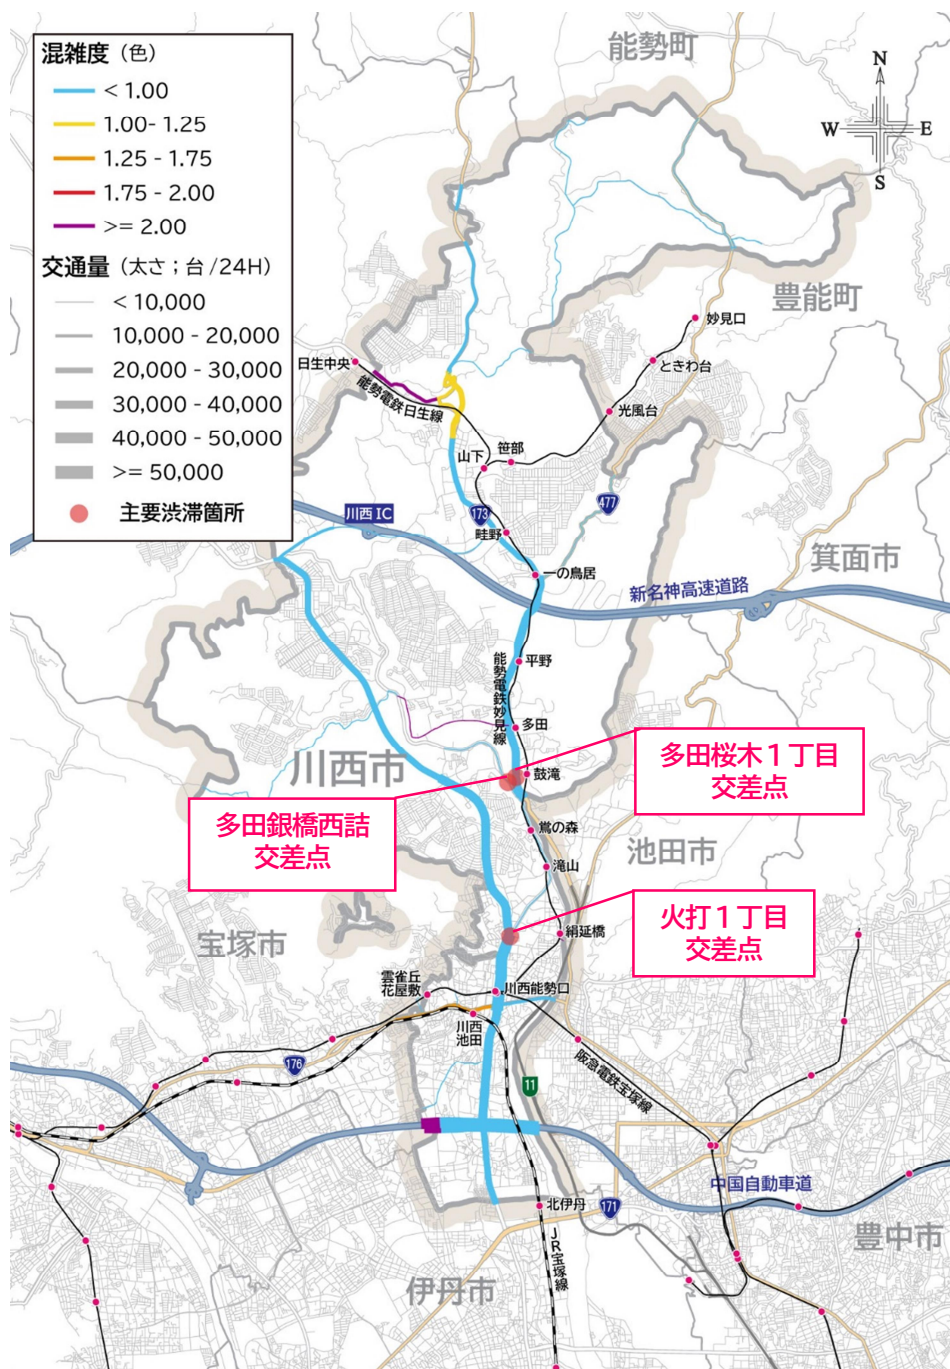 混雑度（色）
< 1.00
1.00- 1.25
1.25 - 1.75
1.75 - 2.00
>= 2.00
交通量（太さ；台/24H）
< 10,000
10,000 - 20,000
20,000 - 30,000
30,000 - 40,000
40,000 - 50,000
>= 50,000
主要渋滞箇所
能勢町
N
W
E
S
豊能町
妙見口
ときわ台
日生中央
能勢電鉄日生線
光風台
笹部
山下
477
173
川西IC
畦野
箕面市
一の鳥居
新名神高速道路
平野
能勢電鉄妙見線
多田
川西市
多田桜木１丁目
交差点
鼓滝
多田銀橋西詰
交差点
鴬の森
池田市
滝山
火打１丁目
交差点
宝塚市
絹延橋
雲雀丘
花屋敷
川西能勢口
川西
池田
176
阪急電鉄宝塚線
11
中国自動車道
北伊丹
171
JR宝塚線
豊中市
伊丹市